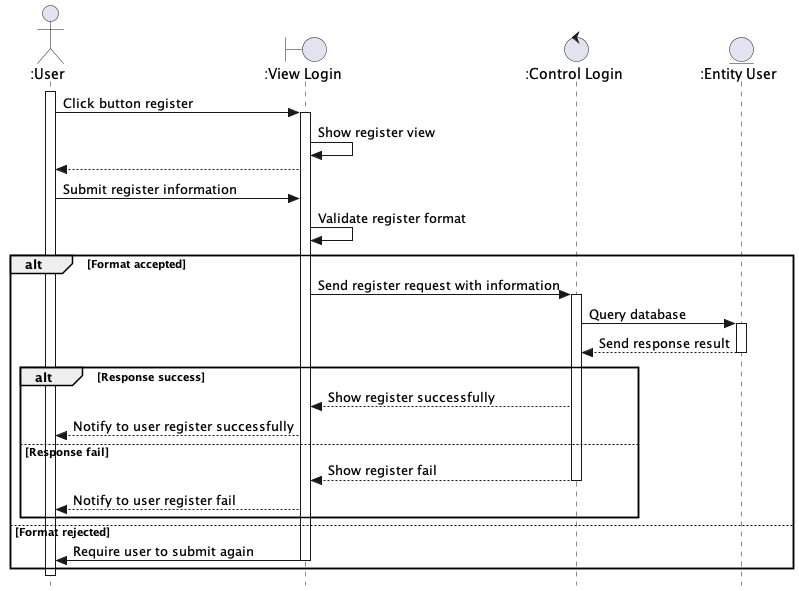 :User
:View Login
:Control Login
:Entity User
Click button register
Show register view
Submit register information
Validate register format
alt
[Format accepted]
Send register request with information
Query database
Send response result
alt
[Response success]
Show register successfully
Notify to user register successfully
[Response fail]
Show register fail
Notify to user register fail
[Format rejected]
Require user to submit again